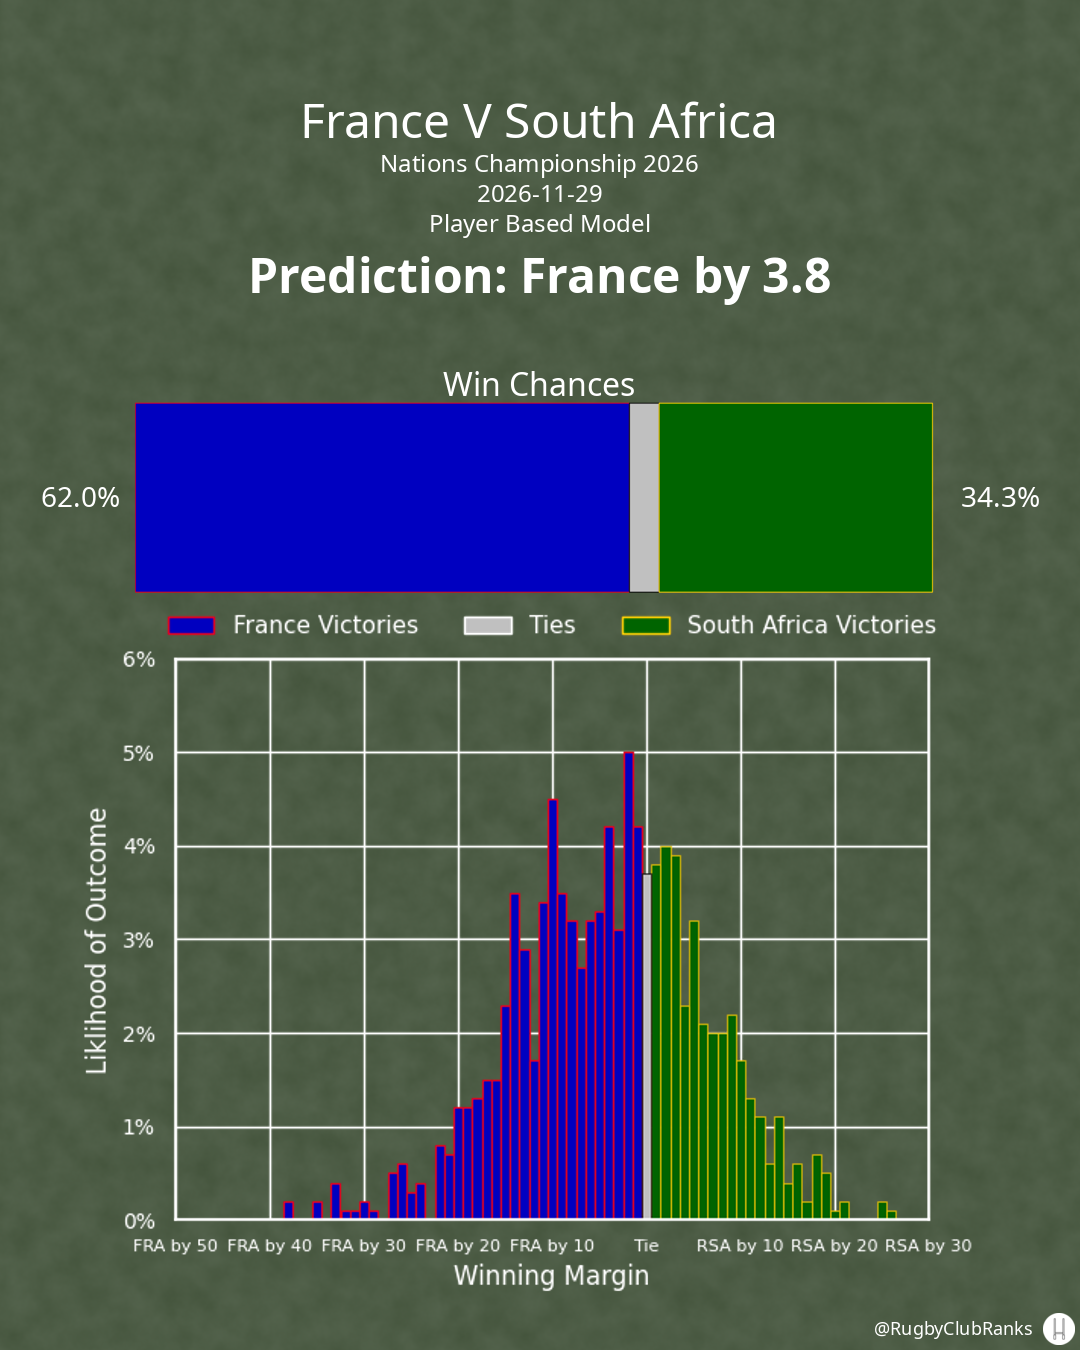 France V South Africa
Nations Championship 2026
2026-11-29
Player Based Model
Prediction: France by 3.8
Win Chances
62.0%
34.3%
France Victories
Ties
South Africa Victories
6%
5%
4%
3%
2%
1%
0%
Liklihood of Outcome
FRA by 50 FRA by 40 FRA by 30 FRA by 20 FRA by 10 Tie RSA by 10 RSA by 20 RSA by 30
Winning Margin
@RugbyClubRanks